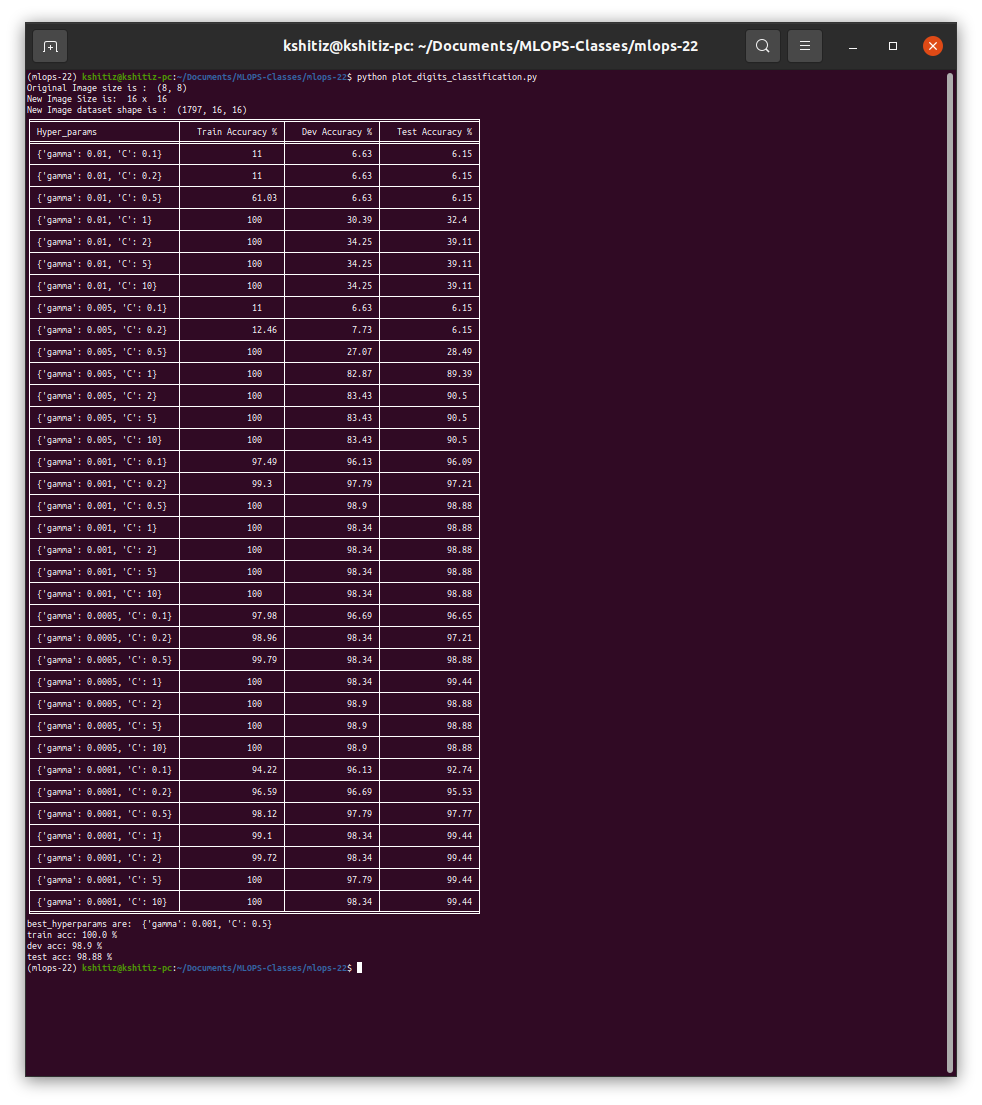 kshitiz@kshitiz-pc: ~/Documents/MLOPS-Classes/mlops-22
(mlops-22) kshitiz@kshitiz-pc:~/Documents/MLOPS-Classes/mlops-22$ python plot_digits_classification.py
Original Image size is :  (8, 8)
New Image Size is:  16 x  16
New Image dataset shape is :  (1797, 16, 16)
Hyper_params Train Accuracy % Dev Accuracy % Test Accuracy %
{'gamma': 0.01, 'C': 0.1} 11 6.63 6.15
{'gamma': 0.01, 'C': 0.2} 11 6.63 6.15
{'gamma': 0.01, 'C': 0.5} 61.03 6.63 6.15
{'gamma': 0.01, 'C': 1} 100 30.39 32.4
{'gamma': 0.01, 'C': 2} 100 34.25 39.11
{'gamma': 0.01, 'C': 5} 100 34.25 39.11
{'gamma': 0.01, 'C': 10} 100 34.25 39.11
{'gamma': 0.005, 'C': 0.1} 11 6.63 6.15
{'gamma': 0.005, 'C': 0.2} 12.46 7.73 6.15
{'gamma': 0.005, 'C': 0.5} 100 27.07 28.49
{'gamma': 0.005, 'C': 1} 100 82.87 89.39
{'gamma': 0.005, 'C': 2} 100 83.43 90.5
{'gamma': 0.005, 'C': 5} 100 83.43 90.5
{'gamma': 0.005, 'C': 10} 100 83.43 90.5
{'gamma': 0.001, 'C': 0.1} 97.49 96.13 96.09
{'gamma': 0.001, 'C': 0.2} 99.3 97.79 97.21
{'gamma': 0.001, 'C': 0.5} 100 98.9 98.88
{'gamma': 0.001, 'C': 1} 100 98.34 98.88
{'gamma': 0.001, 'C': 2} 100 98.34 98.88
{'gamma': 0.001, 'C': 5} 100 98.34 98.88
{'gamma': 0.001, 'C': 10} 100 98.34 98.88
{'gamma': 0.0005, 'C': 0.1} 97.98 96.69 96.65
{'gamma': 0.0005, 'C': 0.2} 98.96 98.34 97.21
{'gamma': 0.0005, 'C': 0.5} 99.79 98.34 98.88
{'gamma': 0.0005, 'C': 1} 100 98.34 99.44
{'gamma': 0.0005, 'C': 2} 100 98.9 98.88
{'gamma': 0.0005, 'C': 5} 100 98.9 98.88
{'gamma': 0.0005, 'C': 10} 100 98.9 98.88
{'gamma': 0.0001, 'C': 0.1} 94.22 96.13 92.74
{'gamma': 0.0001, 'C': 0.2} 96.59 96.69 95.53
{'gamma': 0.0001, 'C': 0.5} 98.12 97.79 97.77
{'gamma': 0.0001, 'C': 1} 99.1 98.34 99.44
{'gamma': 0.0001, 'C': 2} 99.72 98.34 99.44
{'gamma': 0.0001, 'C': 5} 100 97.79 99.44
{'gamma': 0.0001, 'C': 10} 100 98.34 99.44
best_hyperparams are:  {'gamma': 0.001, 'C': 0.5}
train acc: 100.0 %
dev acc: 98.9 %
test acc: 98.88 %
(mlops-22) kshitiz@kshitiz-pc:~/Documents/MLOPS-Classes/mlops-22$